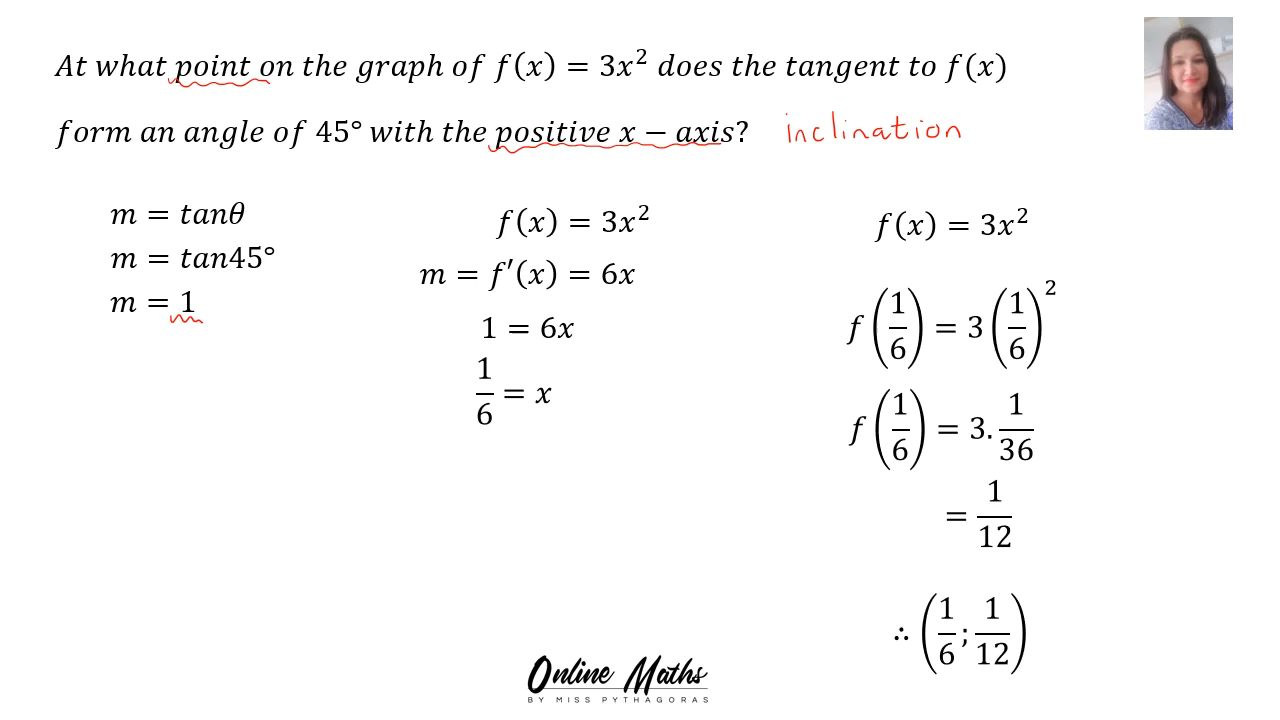 At what point on the graph of f(x) = 3x² does the tangent to f(x)
form an angle of 45° with the positive x − axis? inclination
m = tanθ
m = tan45°
m = 1
f(x) = 3x²
m = f′(x) = 6x
1 = 6x
1/6 = x
f(x) = 3x²
f(1/6) = 3(1/6)²
f(1/6) = 3.1/36
= 1/12
∴ (1/6;1/12)
Online Maths
BY MISS PYTHAGORAS